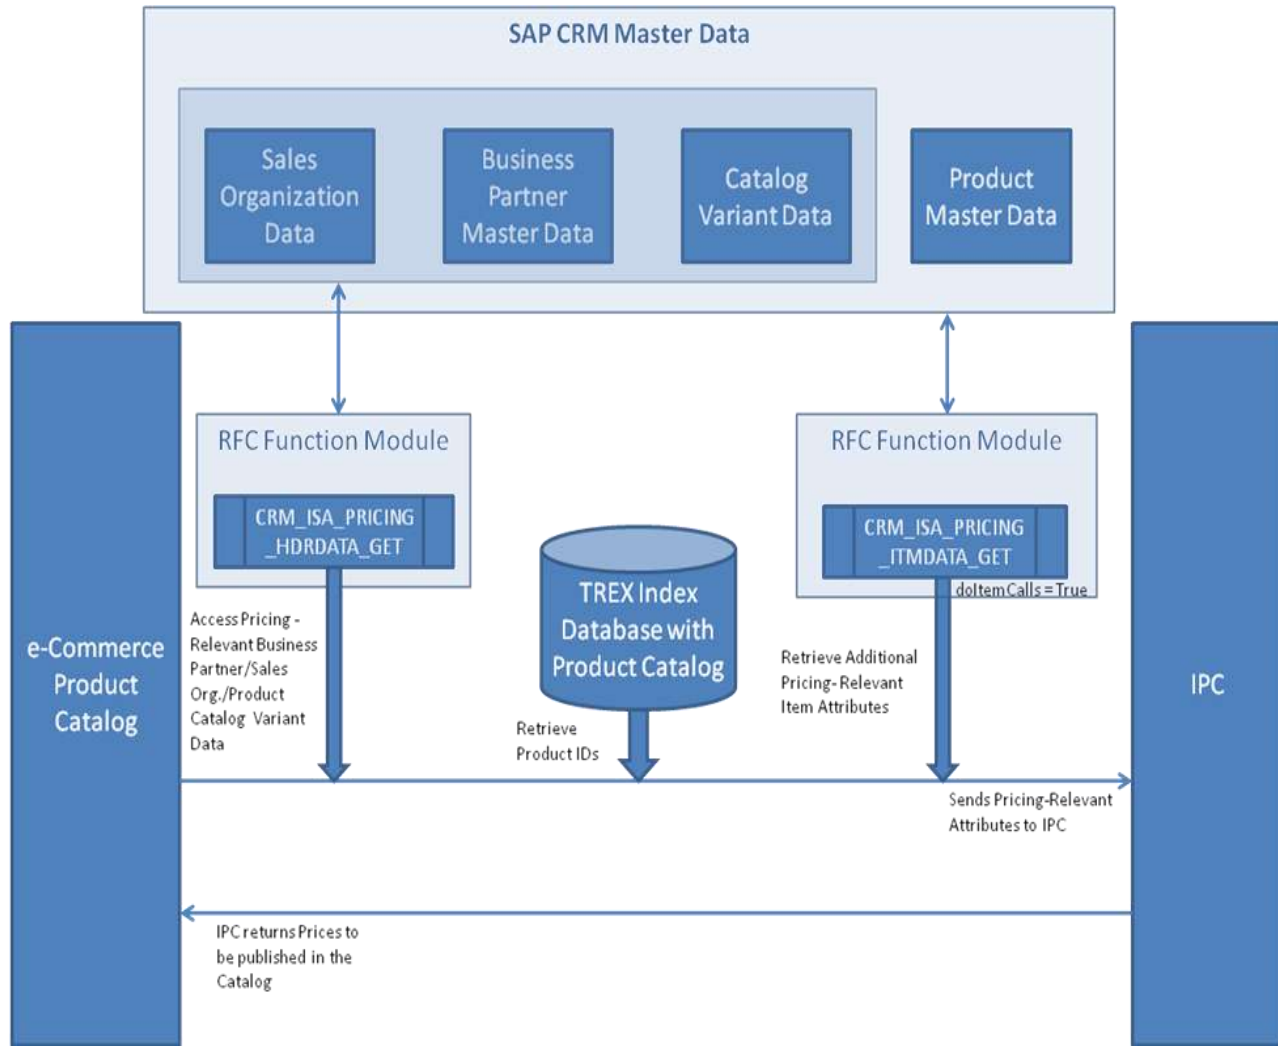 SAP CRM Master Data
Sales
Organization
Data
Business
Partner
Master Data
Catalog
Variant Data
Product
Master Data
RFC Function Module
CRM_ISA_PRICING
_HDRDATA_GET
RFC Function Module
CRM_ISA_PRICING
_ITMDATA_GET
doItemCalls = True
e-Commerce
Product
Catalog
Access Pricing -
Relevant Business
Partner/Sales
Org./Product
Catalog Variant
Data
TREX Index
Database with
Product Catalog
Retrieve
Product IDs
Retrieve Additional
Pricing- Relevant
Item Attributes
IPC
Sends Pricing-Relevant
Attributes to IPC
IPC returns Prices to
be published in the
Catalog